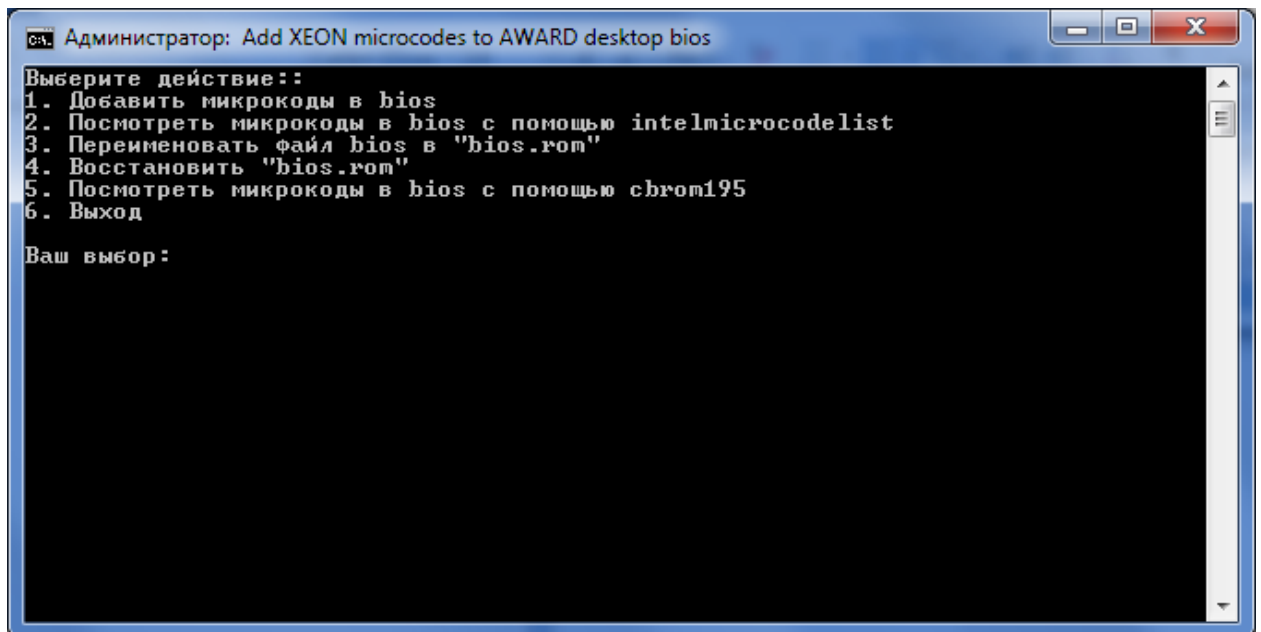 Администратор: Add XEON microcodes to AWARD desktop bios
Выберите действие::
1. Добавить микрокоды в bios
2. Посмотреть микрокоды в bios с помощью intelmicrocodelist
3. Переименовать файл bios в "bios.rom"
4. Восстановить "bios.rom"
5. Посмотреть микрокоды в bios с помощью cbrom195
6. Выход
Ваш выбор: